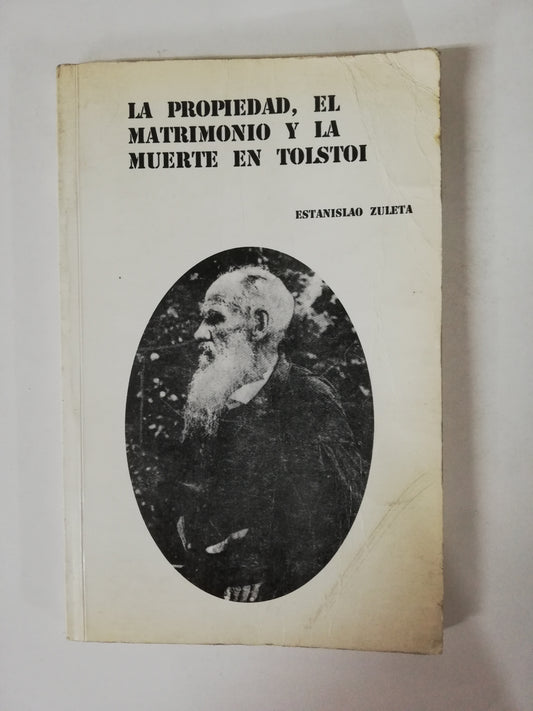 LA PROPIEDAD, EL
MATRIMONIO Y LA
MUERTE EN TOLSTOI
ESTANISLAO ZULETA